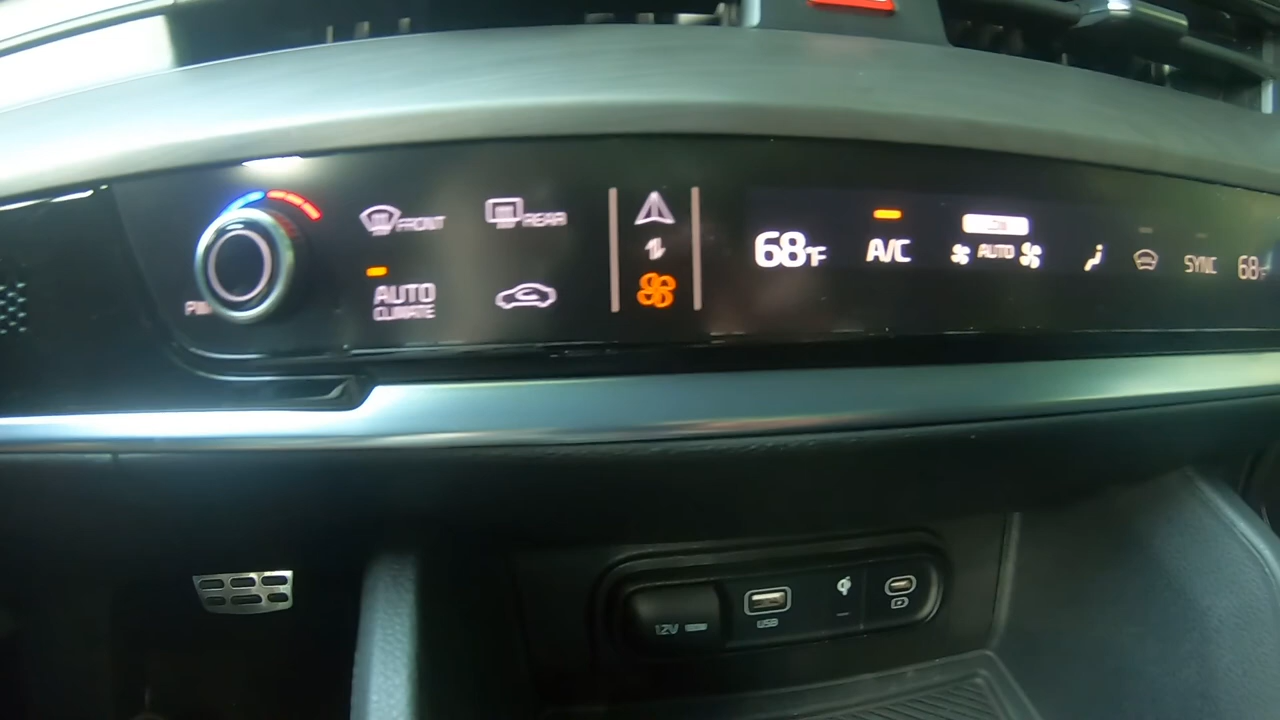 FRONT
REAR
AUTO
CLIMATE
68°F
A/C
AUTO
SYNC
68°F
12V
USB